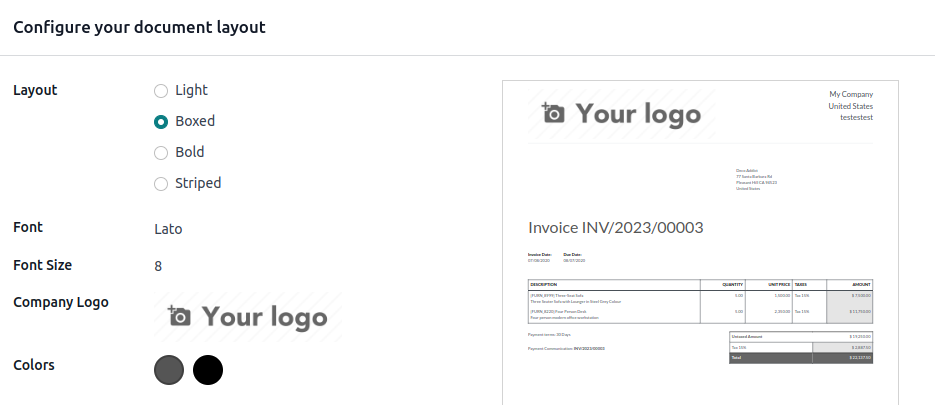 Configure your document layout
Layout
Light
Boxed
Bold
Striped
Font
Lato
Font Size
8
Company Logo
Your logo
Colors
Your logo
My Company
United States
testestest
Deco Addict
77 Santa Barbara Rd
Pleasant Hill CA 94523
United States
Invoice INV/2023/00003
Invoice Date: Due Date:
07/08/2020 08/07/2020
DESCRIPTION QUANTITY UNIT PRICE TAXES AMOUNT
[FURN_8999] Three-Seat Sofa 5.00 1,500.00 Tax 15% $ 7,500.00
Three Seater Sofa with Lounger in Steel Grey Colour
[FURN_8220] Four Person Desk 5.00 2,350.00 Tax 15% $ 11,750.00
Four person modern office workstation
Payment terms: 30 Days
Payment Communication: INV/2023/00003
Untaxed Amount $ 19,250.00
Tax 15% $ 2,887.50
Total $ 22,137.50